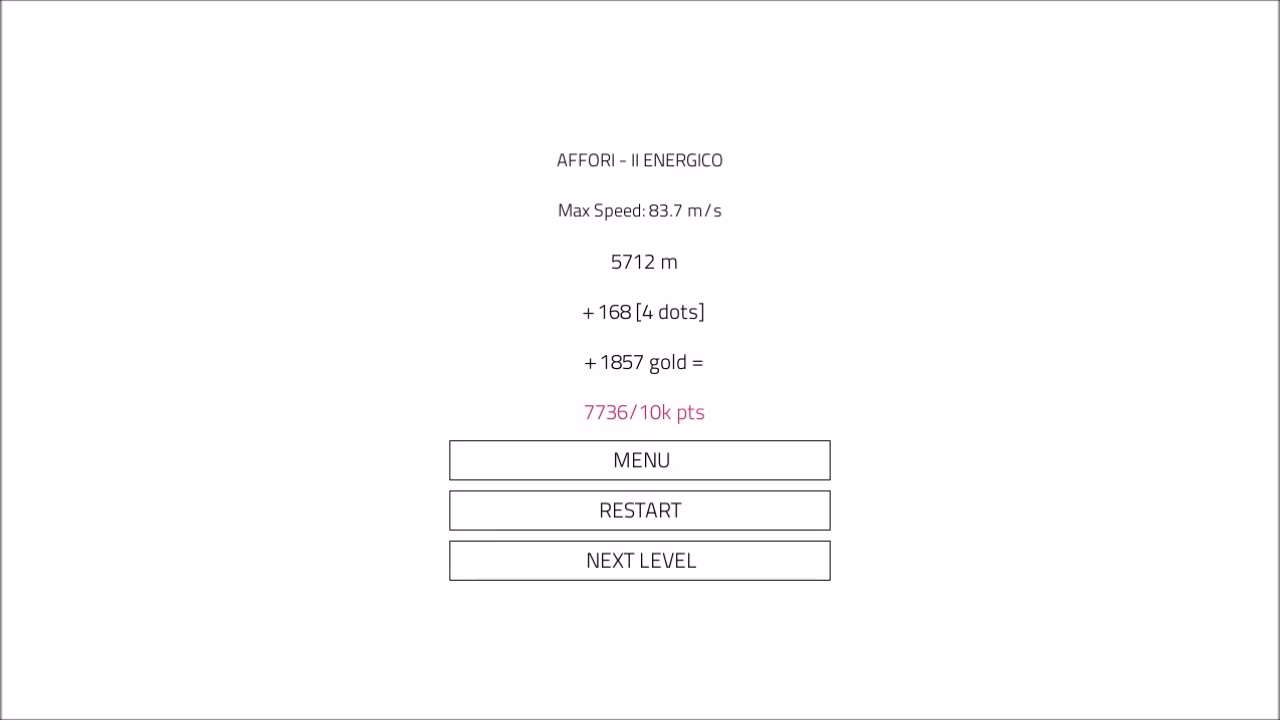 AFFORI - II ENERGICO
Max Speed: 83.7 m/s
5712 m
+ 168 [4 dots]
+ 1857 gold =
7736/10k pts
MENU
RESTART
NEXT LEVEL